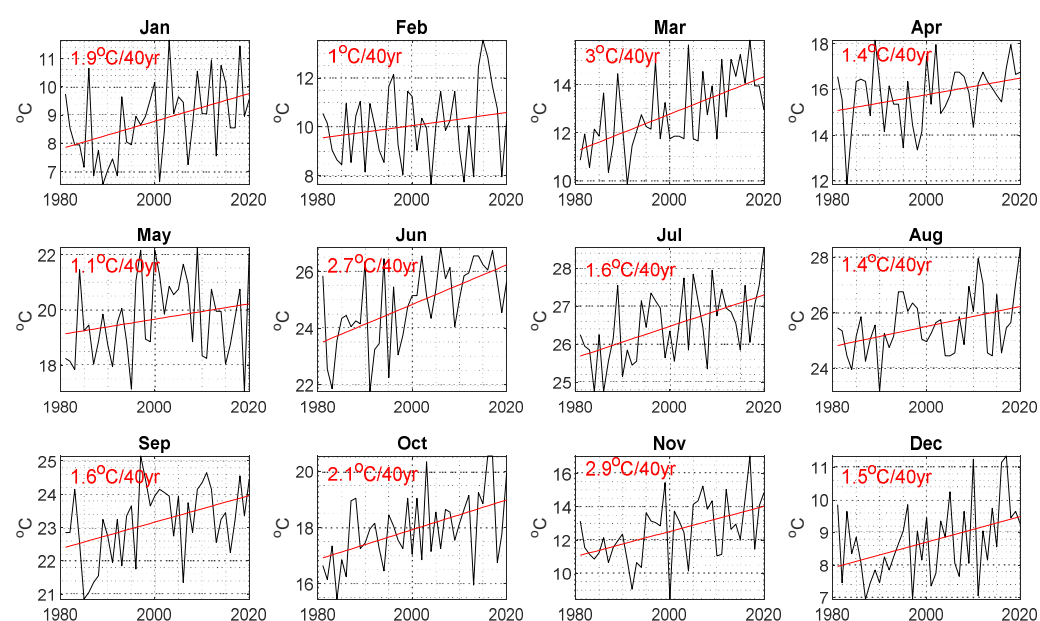 Jan Feb Mar Apr
1.9°C/40yr 1°C/40yr 3°C/40yr 1.4°C/40yr
°C °C
11 10 9 8 7
12 10 8
14 12 10
18 16 14 12
1980 2000 2020 1980 2000 2020 1980 2000 2020 1980 2000 2020
May Jun Jul Aug
1.1°C/40yr 2.7°C/40yr 1.6°C/40yr 1.4°C/40yr
°C °C °C °C
22 20 18
26 24 22
28 27 26 25
28 26 24
1980 2000 2020 1980 2000 2020 1980 2000 2020 1980 2000 2020
Sep Oct Nov Dec
1.6°C/40yr 2.1°C/40yr 2.9°C/40yr 1.5°C/40yr
°C °C °C °C
25 24 23 22 21
20 18 16
16 14 12 10
11 10 9 8 7
1980 2000 2020 1980 2000 2020 1980 2000 2020 1980 2000 2020